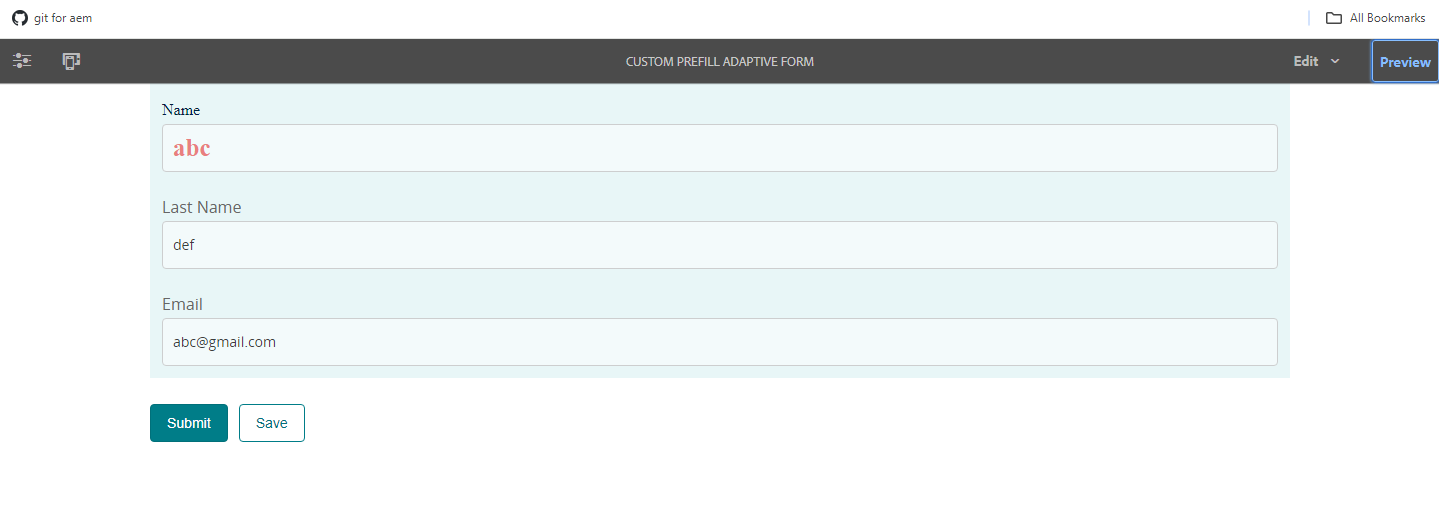 git for aem
All Bookmarks
CUSTOM PREFILL ADAPTIVE FORM
Edit
Preview
Name
abc
Last Name
def
Email
abc@gmail.com
Submit
Save